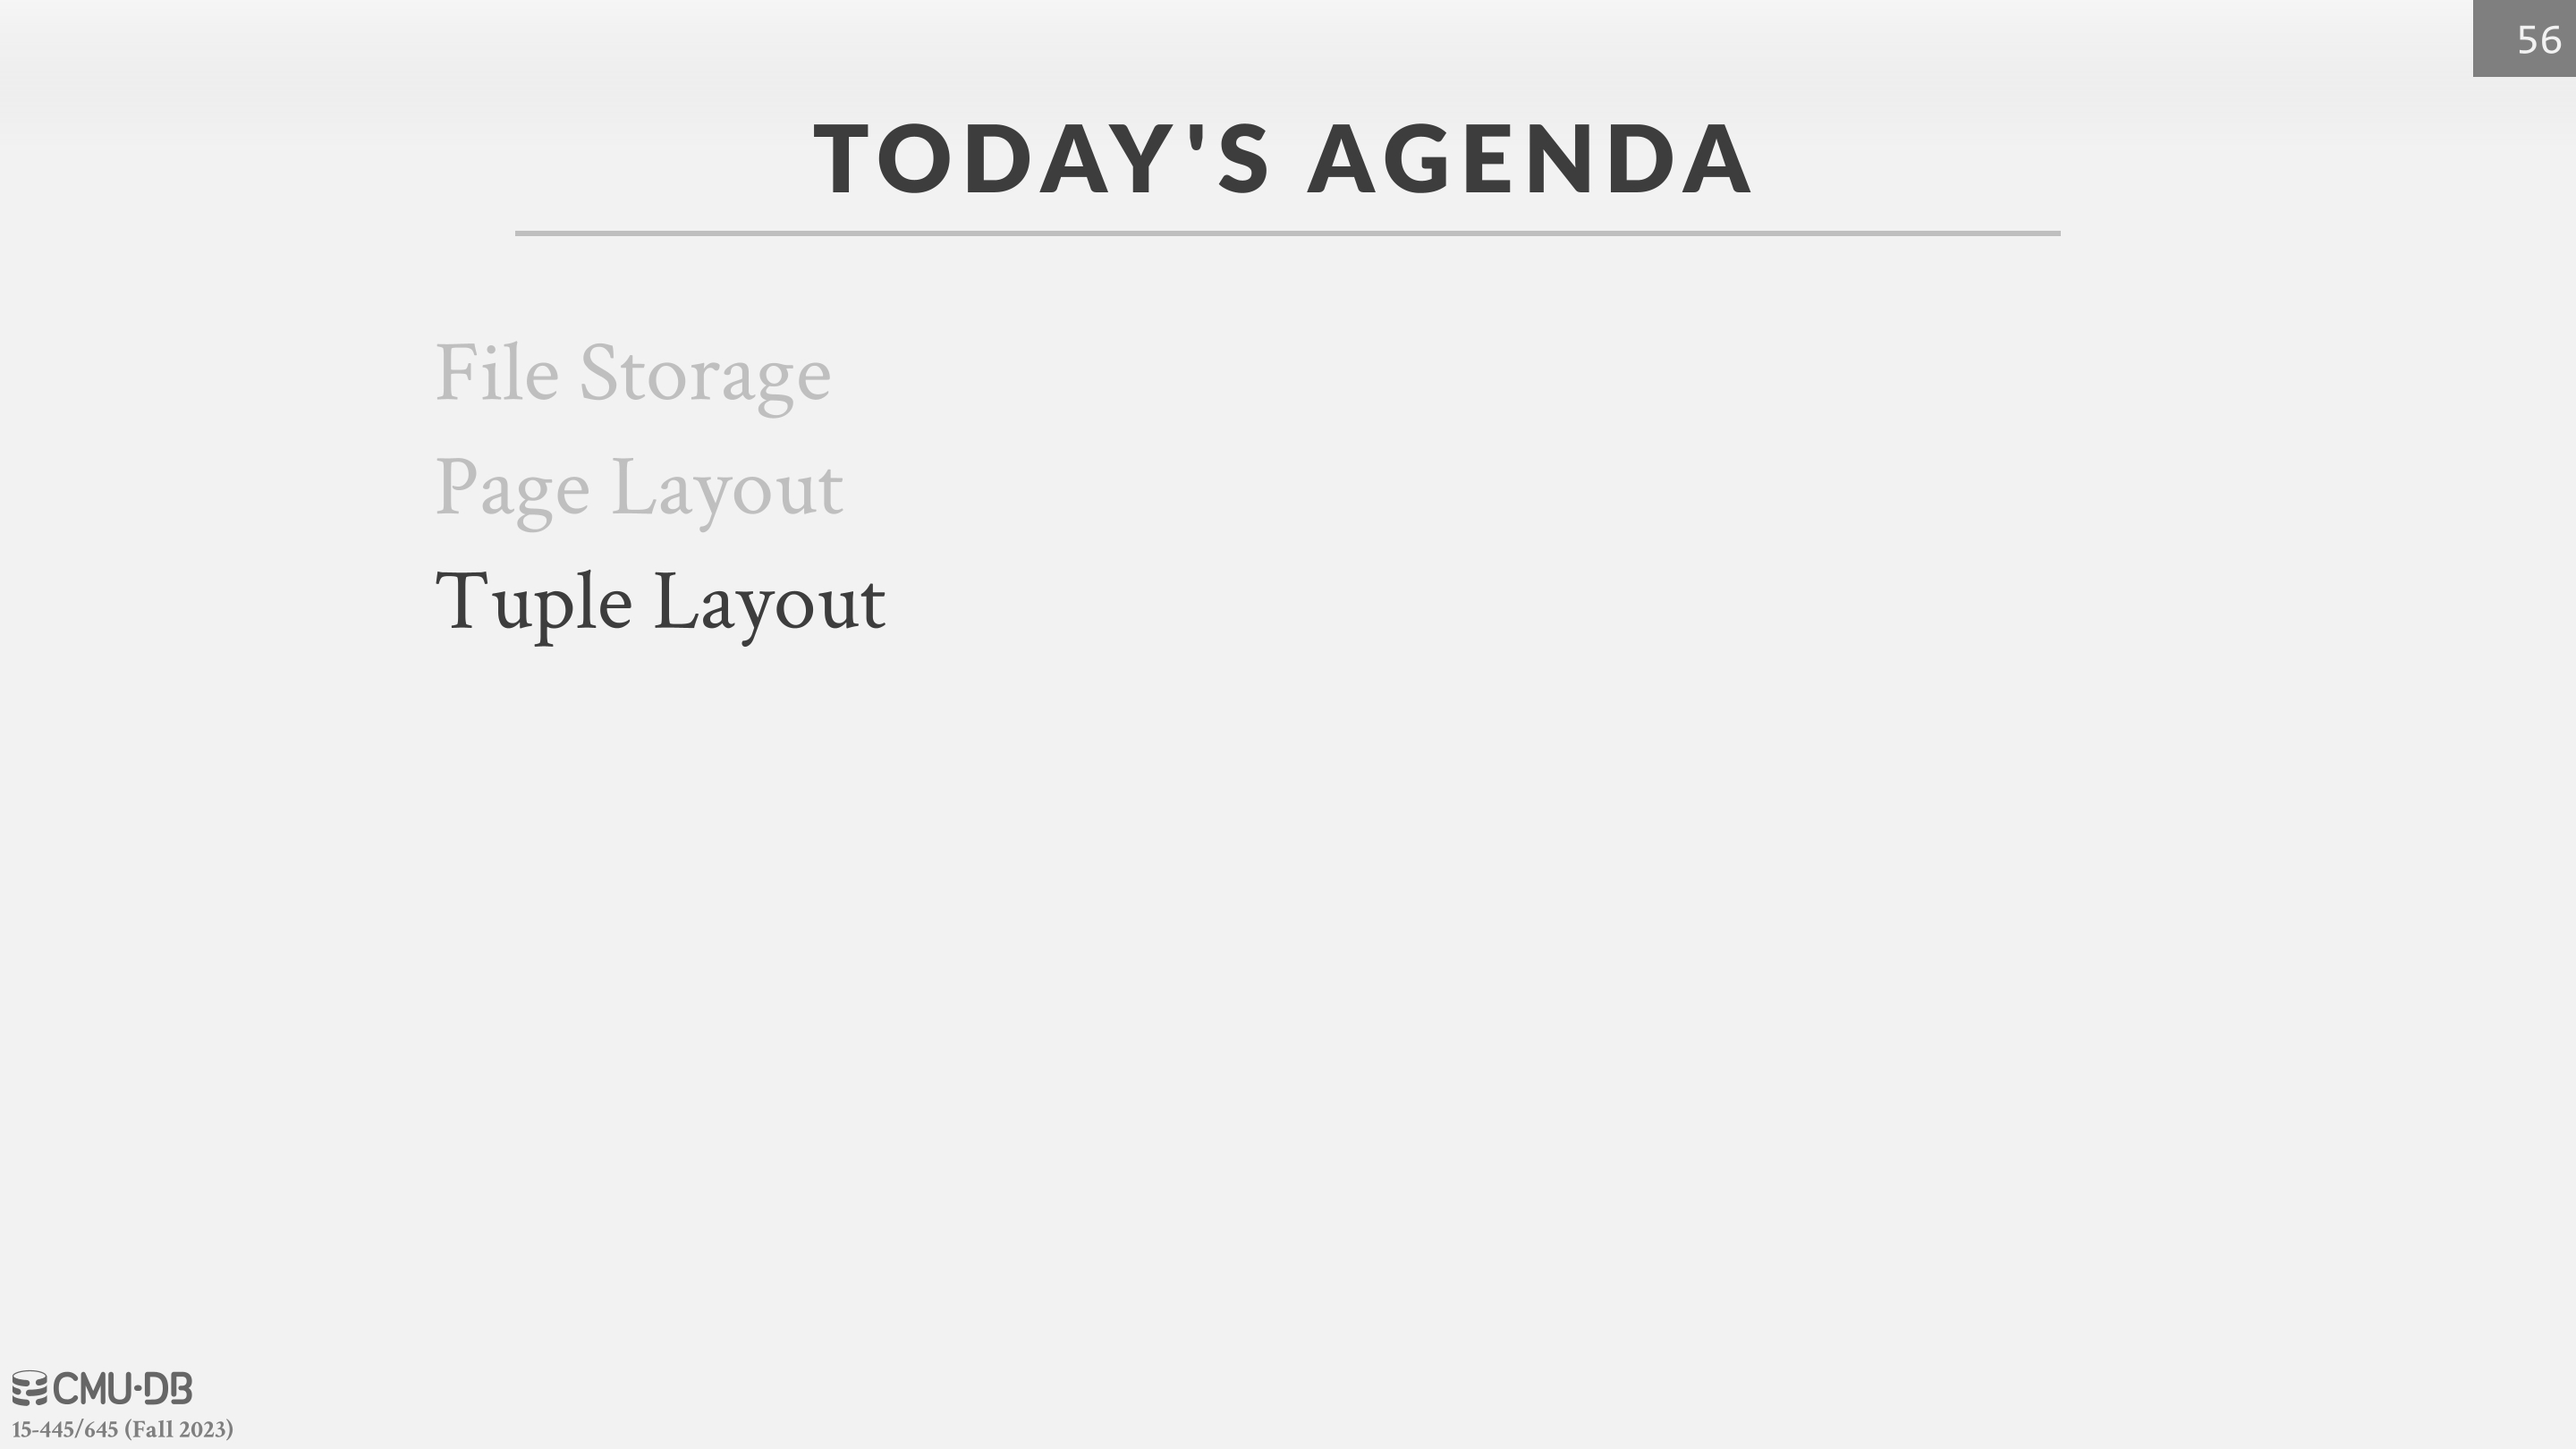 56
TODAY'S AGENDA
File Storage
Page Layout
Tuple Layout
CMU·DB
15-445/645 (Fall 2023)